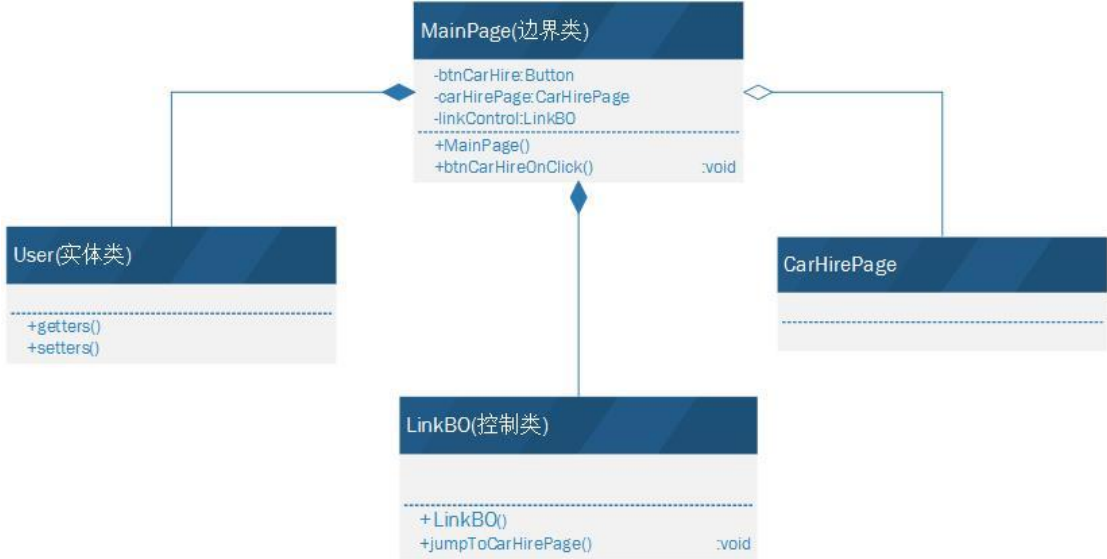 MainPage(边界类)
-btnCarHire:Button
-carHirePage:CarHirePage
-linkControl:LinkBO
+MainPage()
+btnCarHireOnClick() :void
User(实体类)
+getters()
+setters()
CarHirePage
LinkBO(控制类)
+LinkBO()
+jumpToCarHirePage() :void